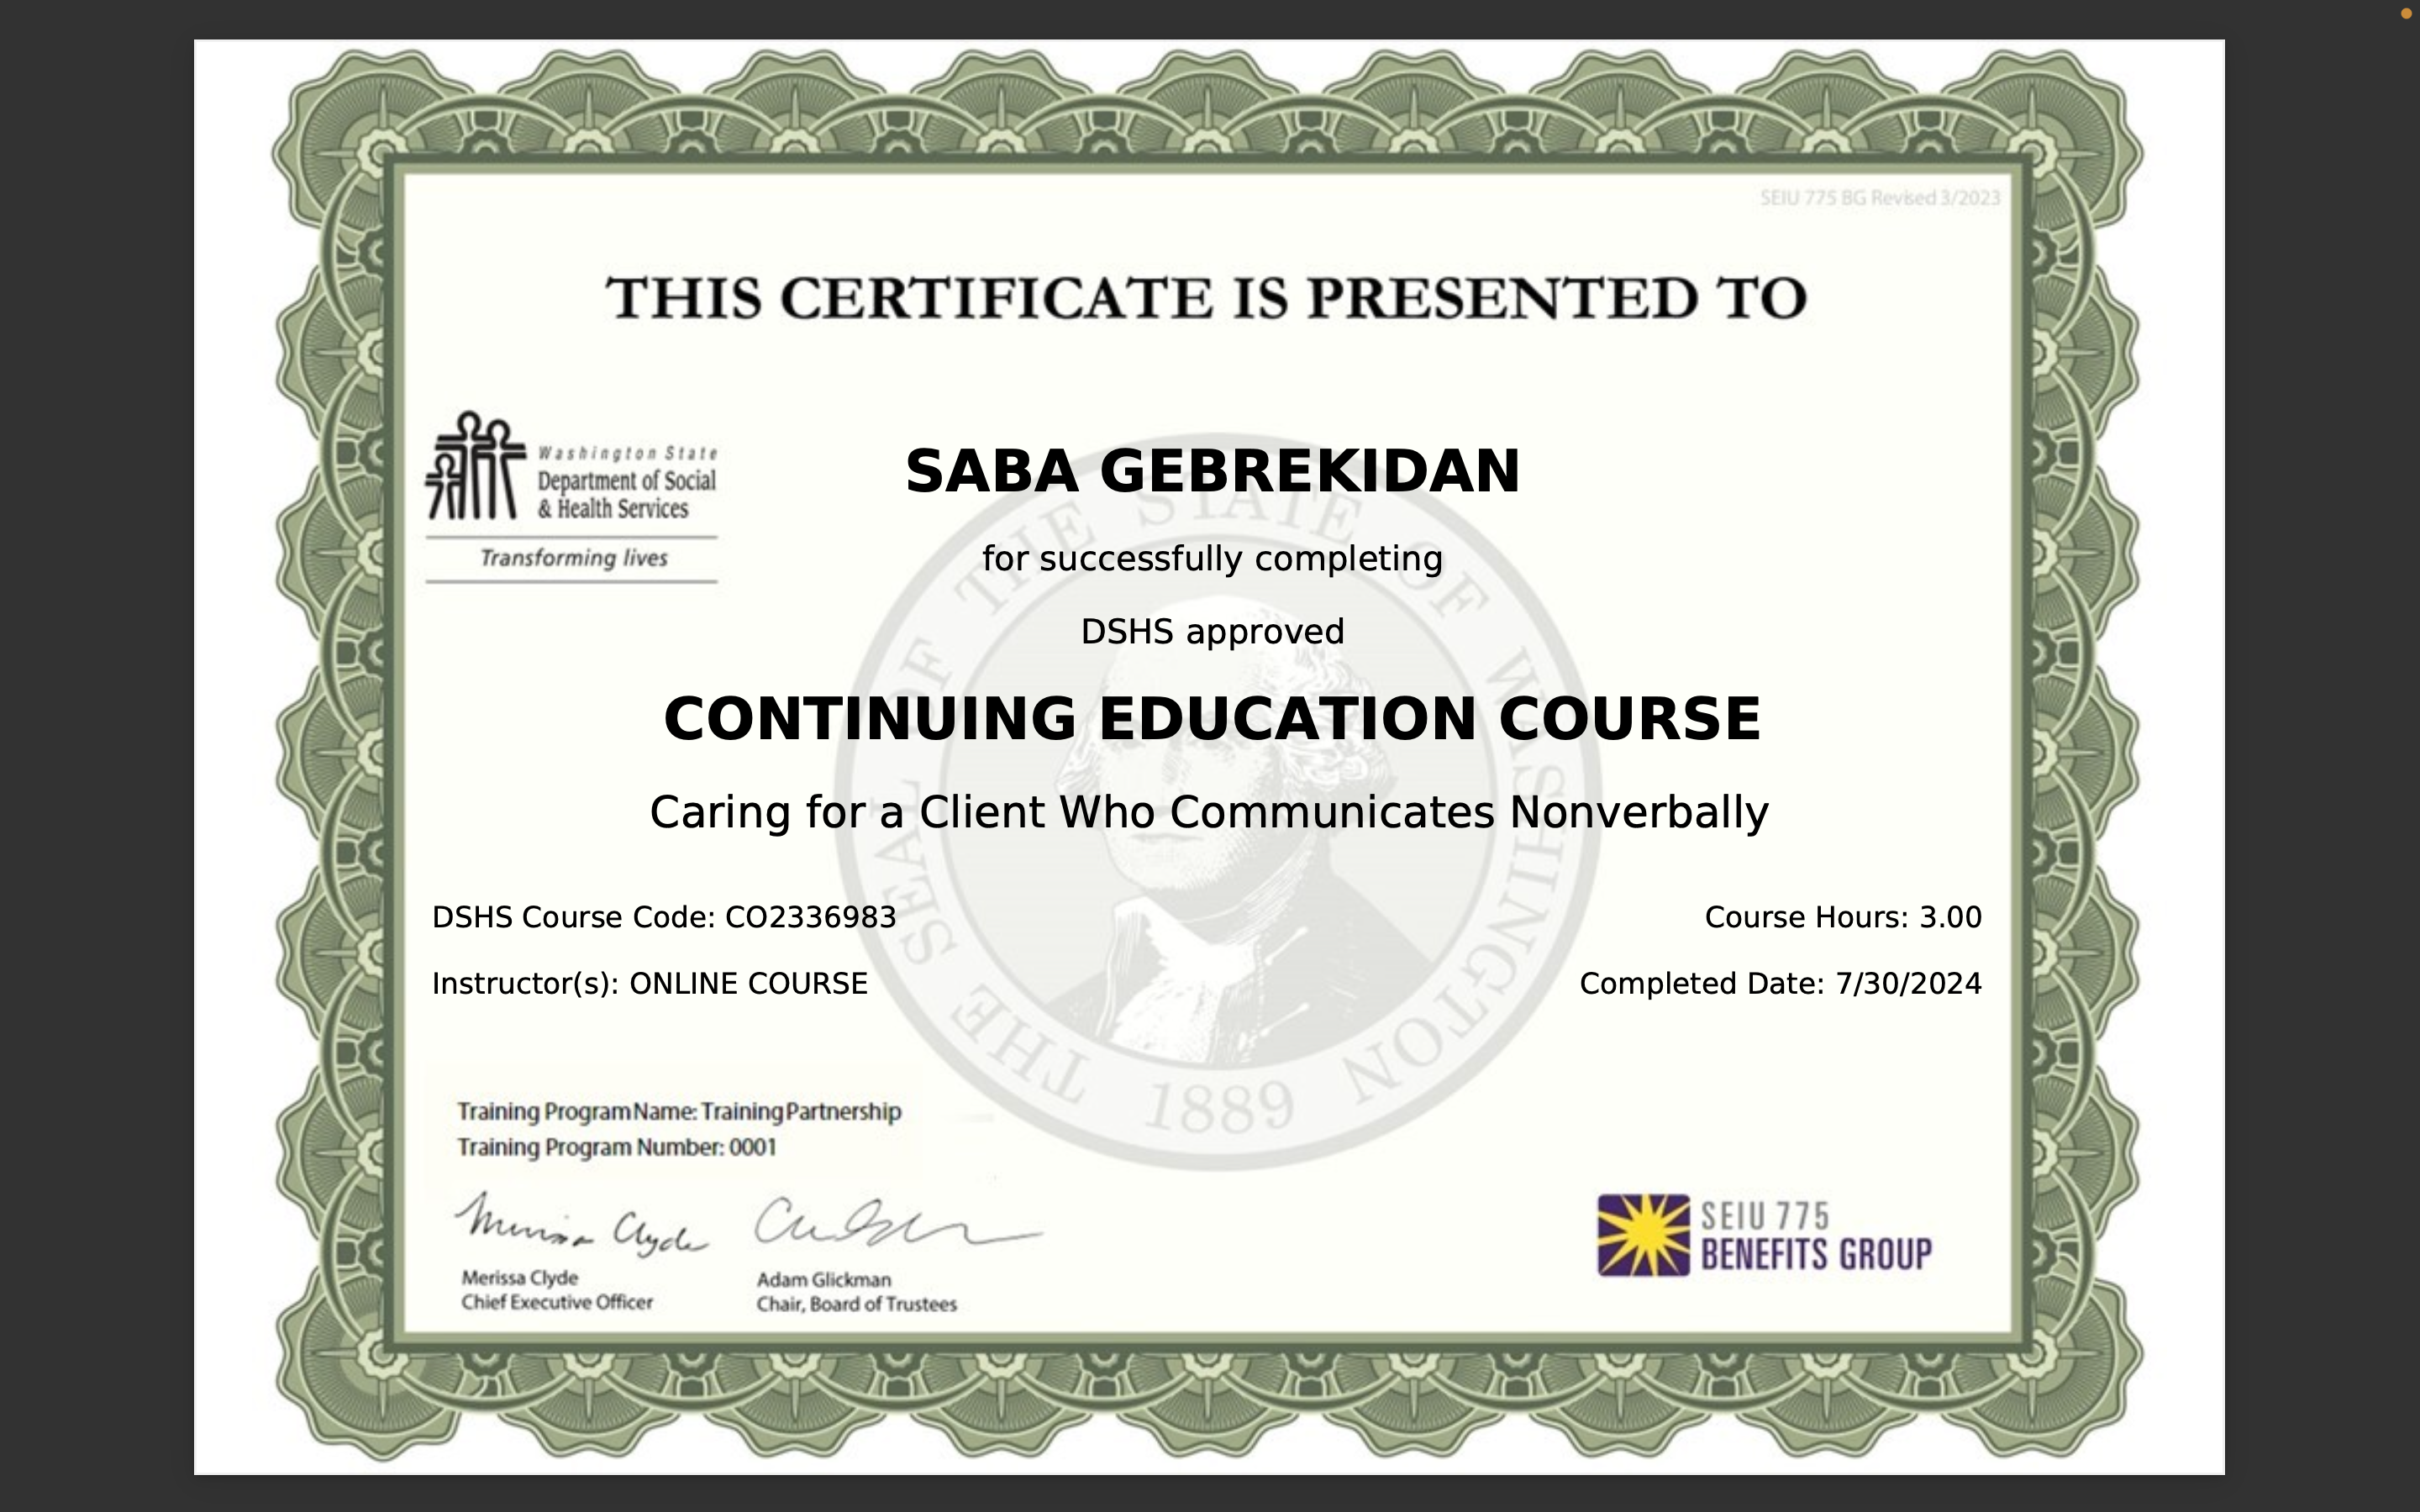 SEIU 775 BG Revised 3/2023
THIS CERTIFICATE IS PRESENTED TO
Washington State
Department of Social
& Health Services
Transforming lives
SABA GEBREKIDAN
for successfully completing
DSHS approved
CONTINUING EDUCATION COURSE
Caring for a Client Who Communicates Nonverbally
DSHS Course Code: CO2336983
Course Hours: 3.00
Instructor(s): ONLINE COURSE
Completed Date: 7/30/2024
THE SEAL OF THE STATE OF WASHINGTON
1889
Training Program Name: Training Partnership
Training Program Number: 0001
Merissa Clyde
Merissa Clyde
Chief Executive Officer
Adam Glickman
Chair, Board of Trustees
SEIU 775
BENEFITS GROUP